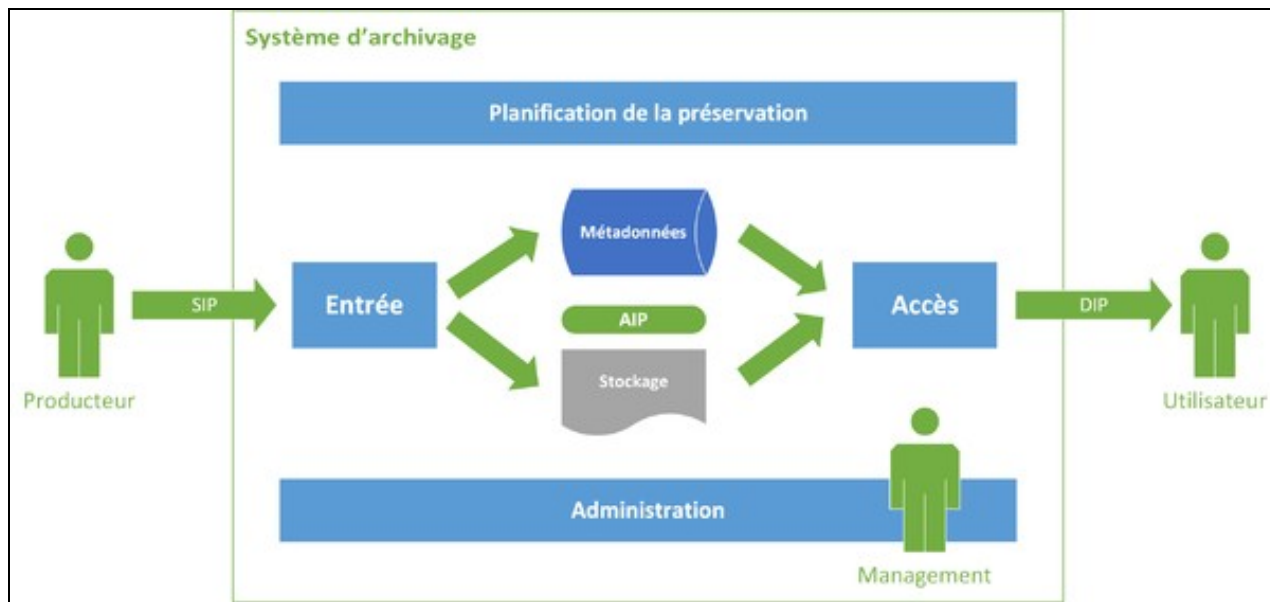 Système d'archivage
Planification de la préservation
Métadonnées
SIP
Entrée
AIP
Accès
DIP
Stockage
Producteur
Utilisateur
Administration
Management